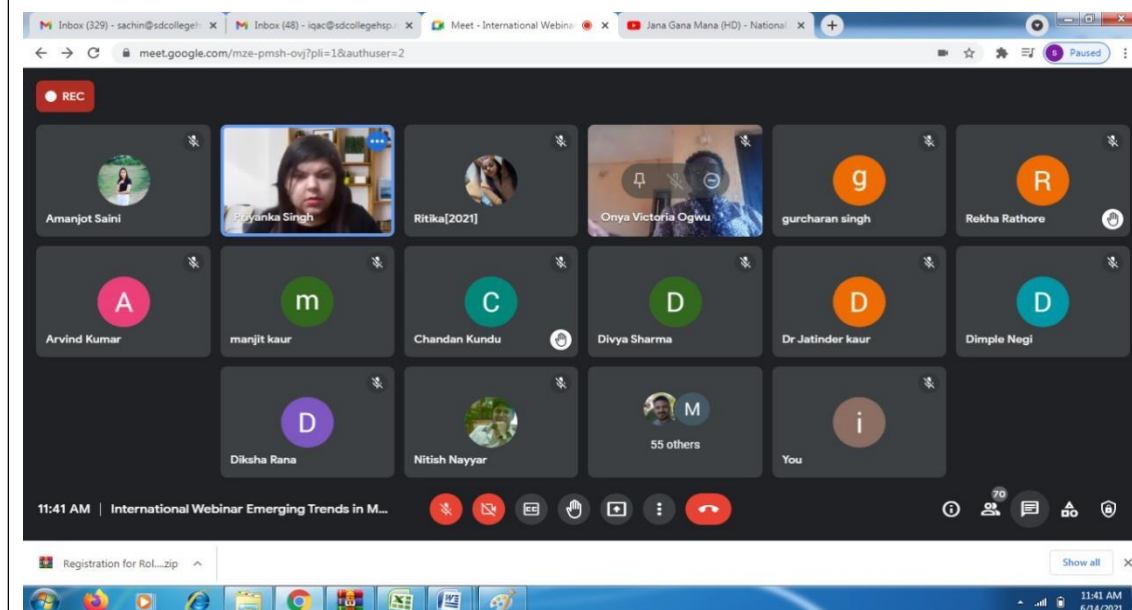 Inbox (329) - sachin@sdcollegeh
Inbox (48) - iqac@sdcollegehsp.
Meet - International Webina
Jana Gana Mana (HD) - National
meet.google.com/mze-pmsh-ovj?pli=1&authuser=2
S Paused
REC
Amanjot Saini
Priyanka Singh
Ritika[2021]
Onya Victoria Ogwu
g
gurcharan singh
R
Rekha Rathore
A
Arvind Kumar
m
manjit kaur
C
Chandan Kundu
D
Divya Sharma
D
Dr Jatinder kaur
D
Dimple Negi
D
Diksha Rana
Nitish Nayyar
M
55 others
i
You
11:41 AM | International Webinar Emerging Trends in M...
CC
70
Registration for Rol....zip
Show all
11:41 AM
6/14/2021